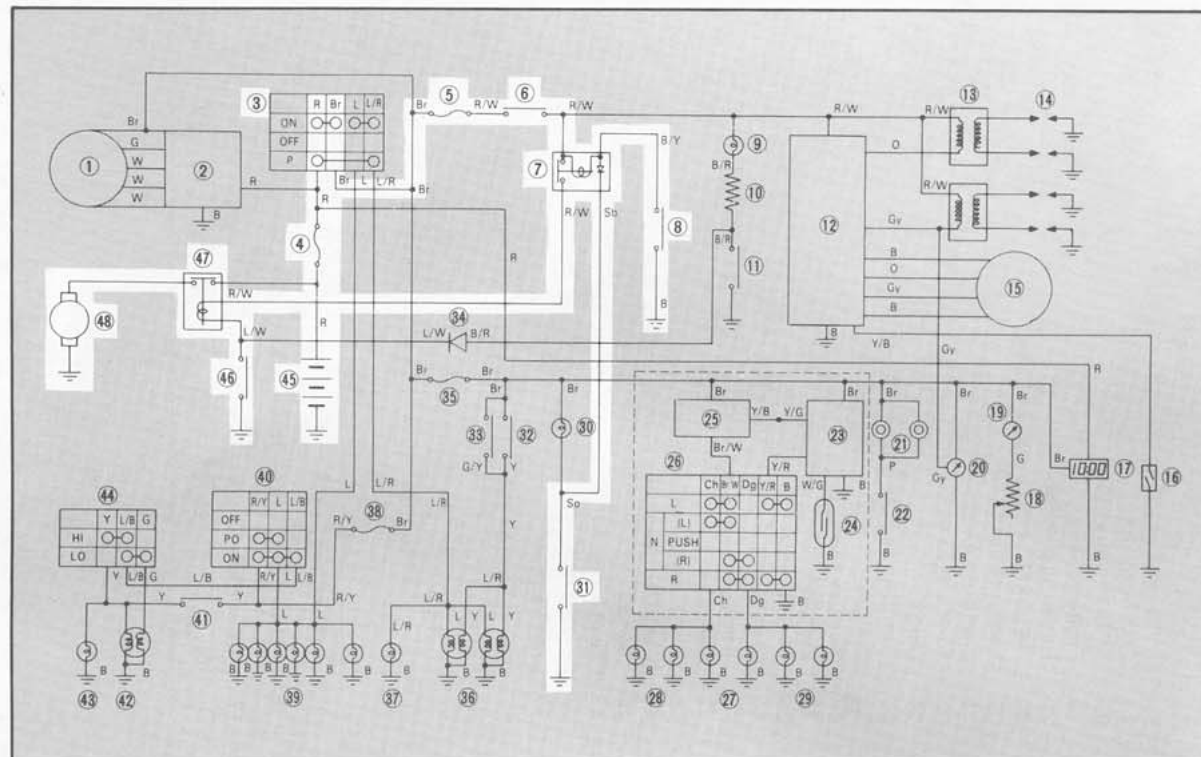 ③ R Br L L/R
ON
OFF
P
Br ⑤ R/W ⑥ R/W
R/W R/W ⑬ ⑭
Br
G
W
W
W
① ② R
B
Br L L/R Br
B/Y ⑨ O
⑦ B/R ⑩
R R/W Sb ⑧ R/W
④ Gy
⑫
B/R ⑪ B
O
Gy
B
⑮
R
㊼ R/W B B
㊽ L/W R L/W ㉞ B/R Y/B Gy R
㊻ ㊺ Br ㉟ Br
Br Br Br Br Br
㉕ Y/B Y/G ㉓
⑲ G
㉝ ㉜ ㉚ Br/W ㉑ ⑳ Br 10:00 ⑰ ⑯
G/Y Y P Gy
㉖ Ch Br/W Dg Y/R B
Y/R W/G B
L
(L)
N PUSH
(R)
R
㉔ ㉒ ⑱
B B B B B B
Sb
㊹ Y L/B G
HI
LO
㊵ R/Y L L/B
OFF
PO
ON
L/R
R/Y ㊳ Br
Y
Y L/B G L/B R/Y L L/B
Y ㊶ Y R/Y L L L/R L/R
L/R L Y L Y
㉛ Ch Dg B
B B B B B B B B B B B
B B B B B B
㊸ ㊷ ㊴ ㊲ ㊱ ㉘ ㉗ ㉙